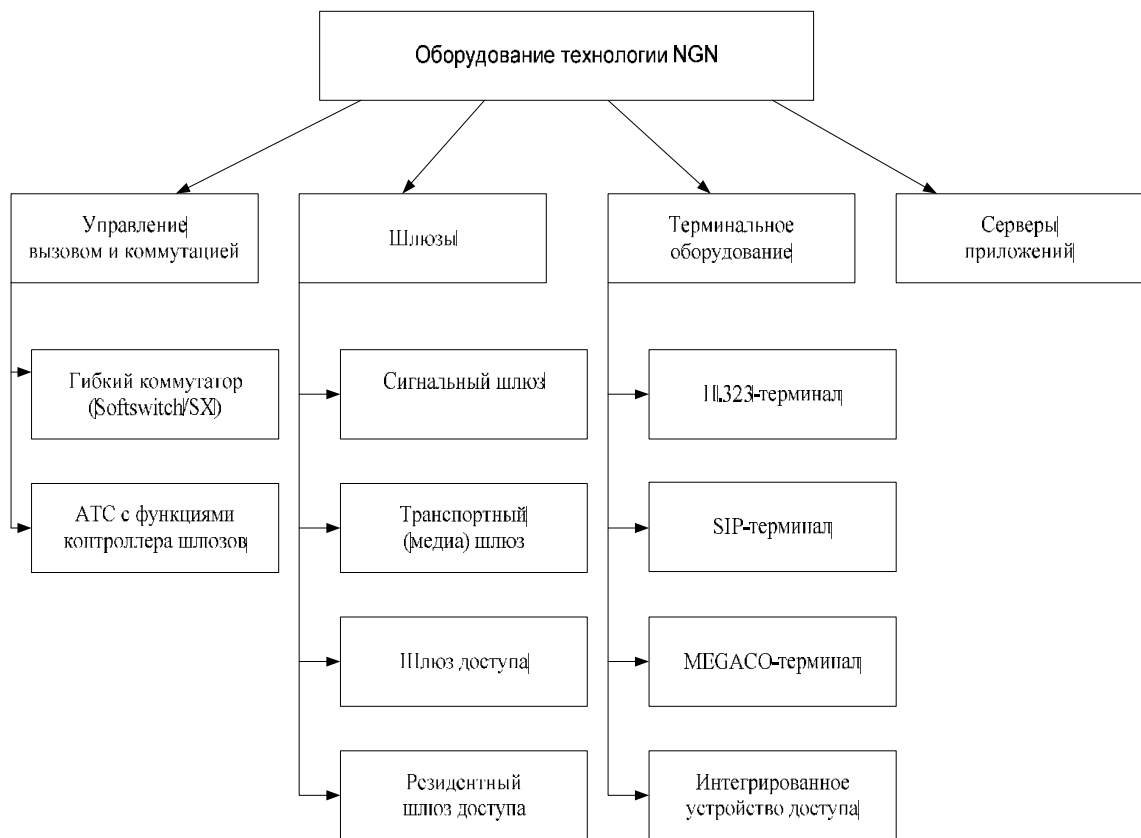 Оборудование технологии NGN
Управление
вызовом и коммутацией
Шлюзы
Терминальное
оборудование
Серверы
приложений
Гибкий коммутатор
(Softswitch/SX)
АТС с функциями
контроллера шлюзов
Сигнальный шлюз
Транспортный
(медиа) шлюз
Шлюз доступа
Резидентный
шлюз доступа
H.323-терминал
SIP-терминал
MEGACO-терминал
Интегрированное
устройство доступа